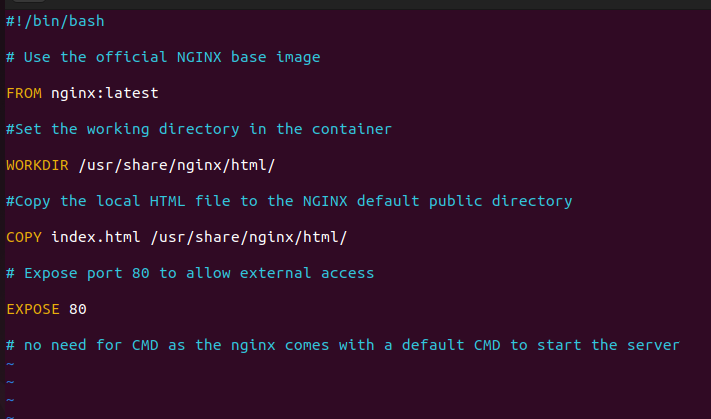 #!/bin/bash
# Use the official NGINX base image
FROM nginx:latest
#Set the working directory in the container
WORKDIR /usr/share/nginx/html/
#Copy the local HTML file to the NGINX default public directory
COPY index.html /usr/share/nginx/html/
# Expose port 80 to allow external access
EXPOSE 80
# no need for CMD as the nginx comes with a default CMD to start the server
~
~
~
~